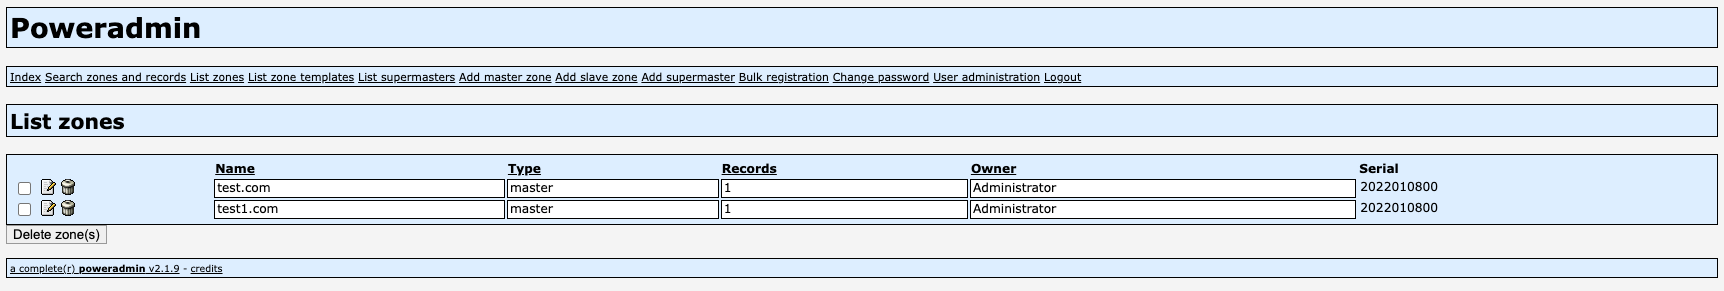 Poweradmin
Index Search zones and records List zones List zone templates List supermasters Add master zone Add slave zone Add supermaster Bulk registration Change password User administration Logout
List zones
Name Type Records Owner Serial
test.com master 1 Administrator 2022010800
test1.com master 1 Administrator 2022010800
Delete zone(s)
a complete(r) poweradmin v2.1.9 - credits